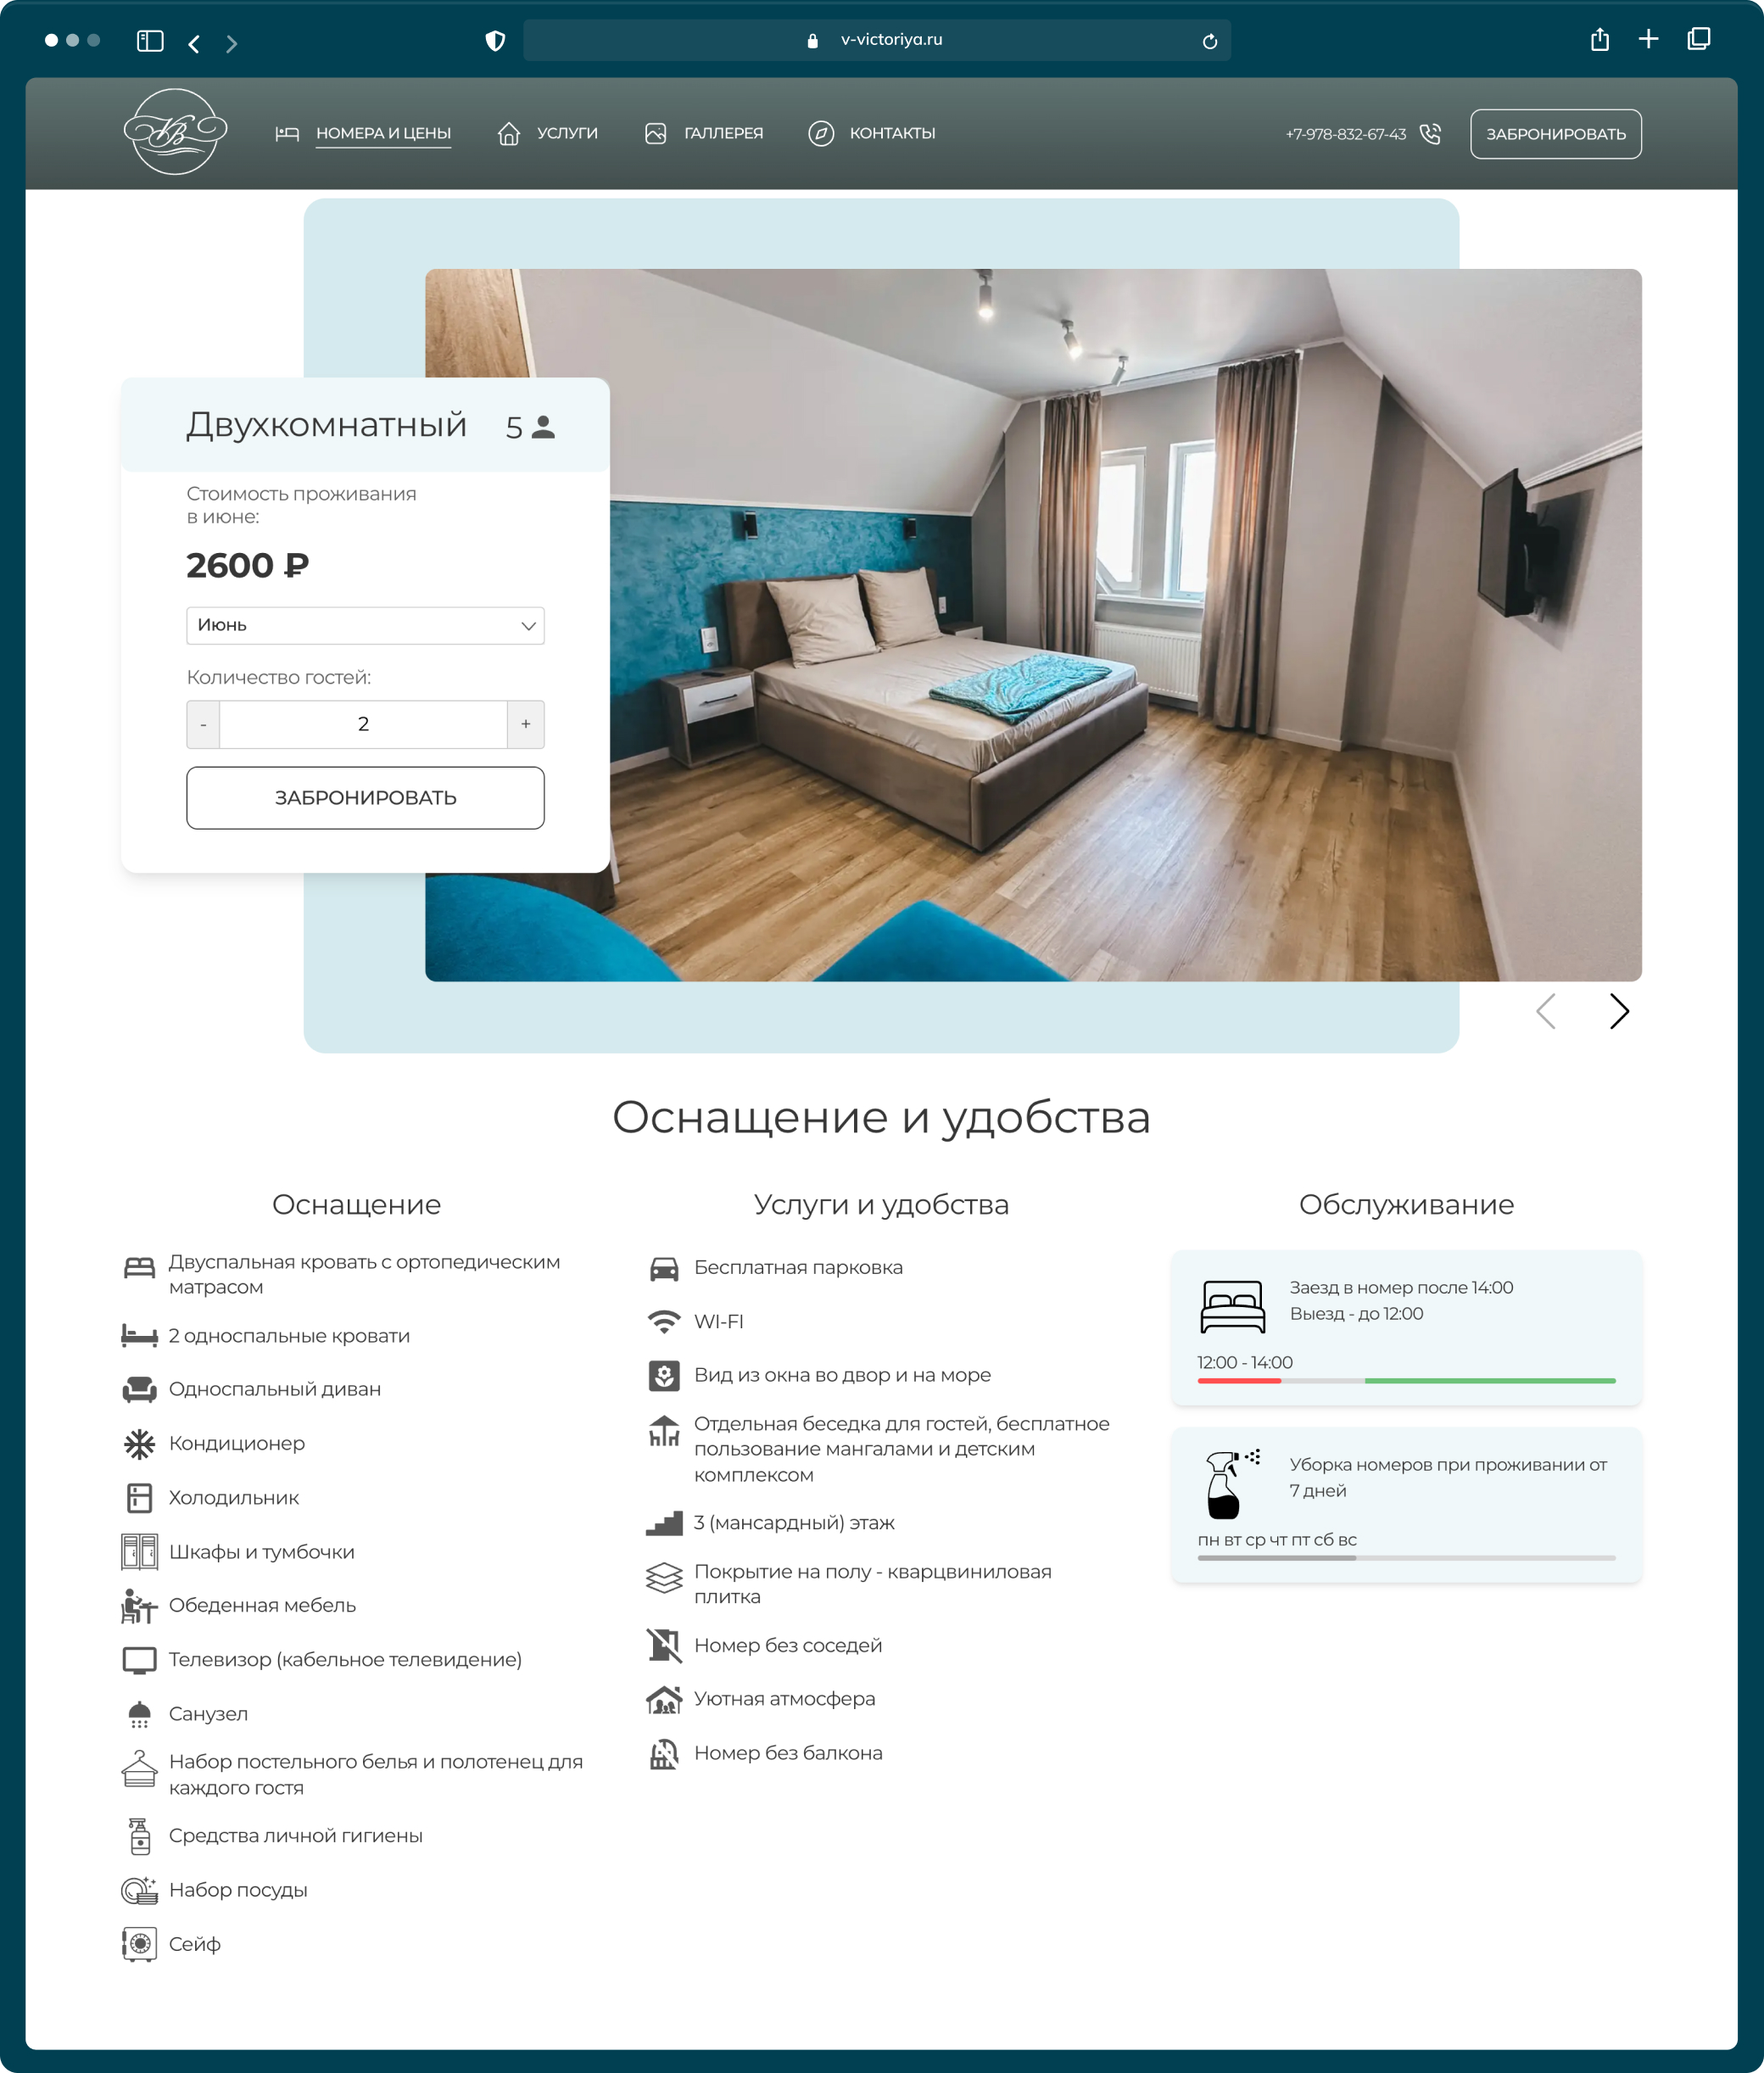 v-victoriya.ru
VB
НОМЕРА И ЦЕНЫ
УСЛУГИ
ГАЛЛЕРЕЯ
КОНТАКТЫ
+7-978-832-67-43
ЗАБРОНИРОВАТЬ
Двухкомнатный 5
Стоимость проживания
в июне:
2600 ₽
Июнь
Количество гостей:
- 2 +
ЗАБРОНИРОВАТЬ
Оснащение и удобства
Оснащение
Двуспальная кровать с ортопедическим
матрасом
2 односпальные кровати
Односпальный диван
Кондиционер
Холодильник
Шкафы и тумбочки
Обеденная мебель
Телевизор (кабельное телевидение)
Санузел
Набор постельного белья и полотенец для
каждого гостя
Средства личной гигиены
Набор посуды
Сейф
Услуги и удобства
Бесплатная парковка
WI-FI
Вид из окна во двор и на море
Отдельная беседка для гостей, бесплатное
пользование мангалами и детским
комплексом
3 (мансардный) этаж
Покрытие на полу - кварцвиниловая
плитка
Номер без соседей
Уютная атмосфера
Номер без балкона
Обслуживание
Заезд в номер после 14:00
Выезд - до 12:00
12:00 - 14:00
Уборка номеров при проживании от
7 дней
пн вт ср чт пт сб вс